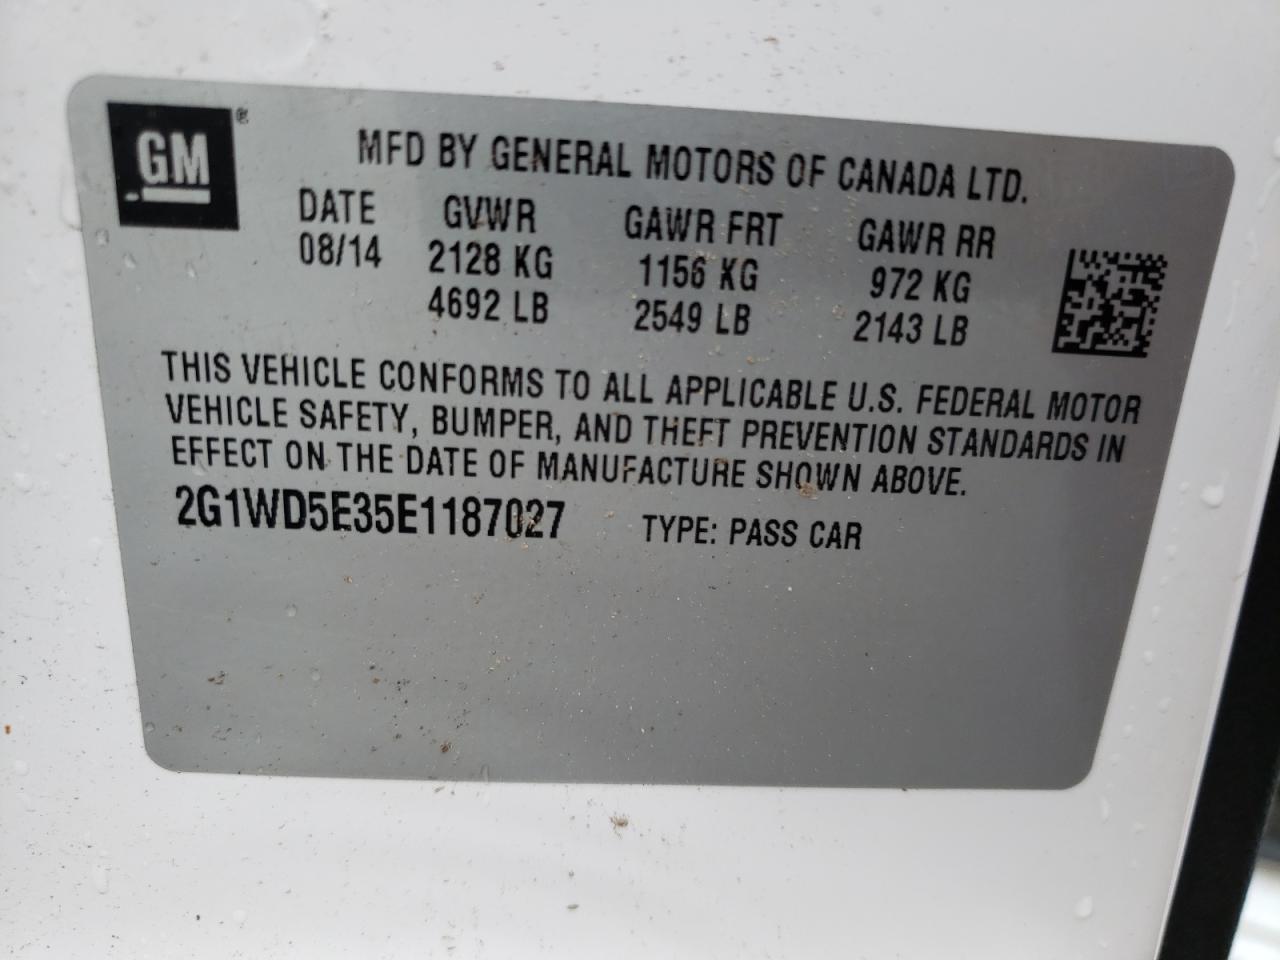 GM®
MFD BY GENERAL MOTORS OF CANADA LTD.
DATE GVWR GAWR FRT GAWR RR
08/14 2128 KG 1156 KG 972 KG
4692 LB 2549 LB 2143 LB
THIS VEHICLE CONFORMS TO ALL APPLICABLE U.S. FEDERAL MOTOR
VEHICLE SAFETY, BUMPER, AND THEFT PREVENTION STANDARDS IN
EFFECT ON THE DATE OF MANUFACTURE SHOWN ABOVE.
2G1WD5E35E1187027 TYPE: PASS CAR